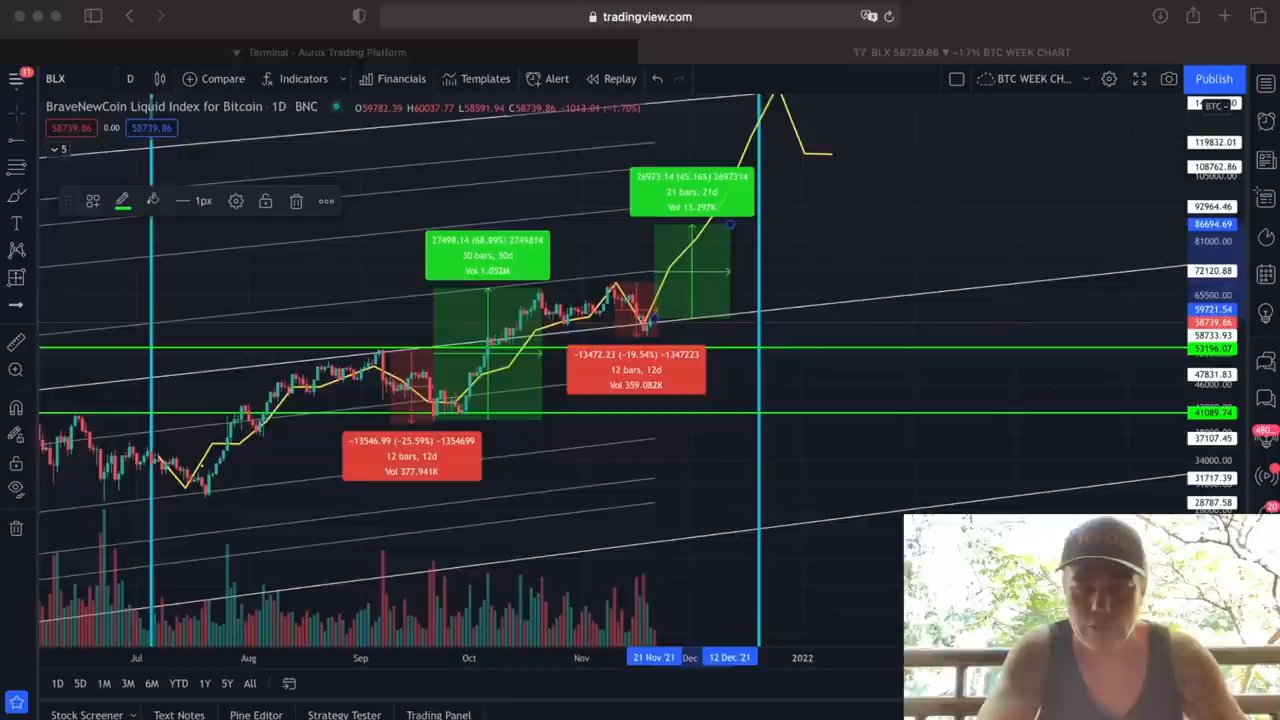 tradingview.com
Terminal - Aurox Trading Platform
BLX 58739.86 ▼ -1.7% BTC WEEK CHART
11
BLX
D
Compare
Indicators
Financials
Templates
Alert
Replay
BTC WEEK CH...
Publish
BraveNewCoin Liquid Index for Bitcoin · 1D · BNC
O59782.39 H60037.77 L58591.94 C58739.86 -1013.01 (-1.70%)
58739.86
0.00
58739.86
5
1px
BTC
119832.01
108762.86
105000.00
92964.46
86694.69
81000.00
72120.88
65500.00
59721.54
58739.86
58733.93
53196.07
47831.83
46000.00
41089.74
37107.45
34000.00
31717.39
28787.58
26973.14 (45.16%) 2697314
21 bars, 21d
Vol 13.297K
27498.14 (68.89%) 2749814
30 bars, 30d
Vol 1.052M
-13472.23 (-19.54%) -1347223
12 bars, 12d
Vol 359.082K
-13546.99 (-25.59%) -1354699
12 bars, 12d
Vol 377.941K
480
20
Jul
Aug
Sep
Oct
Nov
21 Nov '21
Dec
12 Dec '21
2022
1D
5D
1M
3M
6M
YTD
5Y
All
Stock Screener
Text Notes
Pine Editor
Strategy Tester
Trading Panel